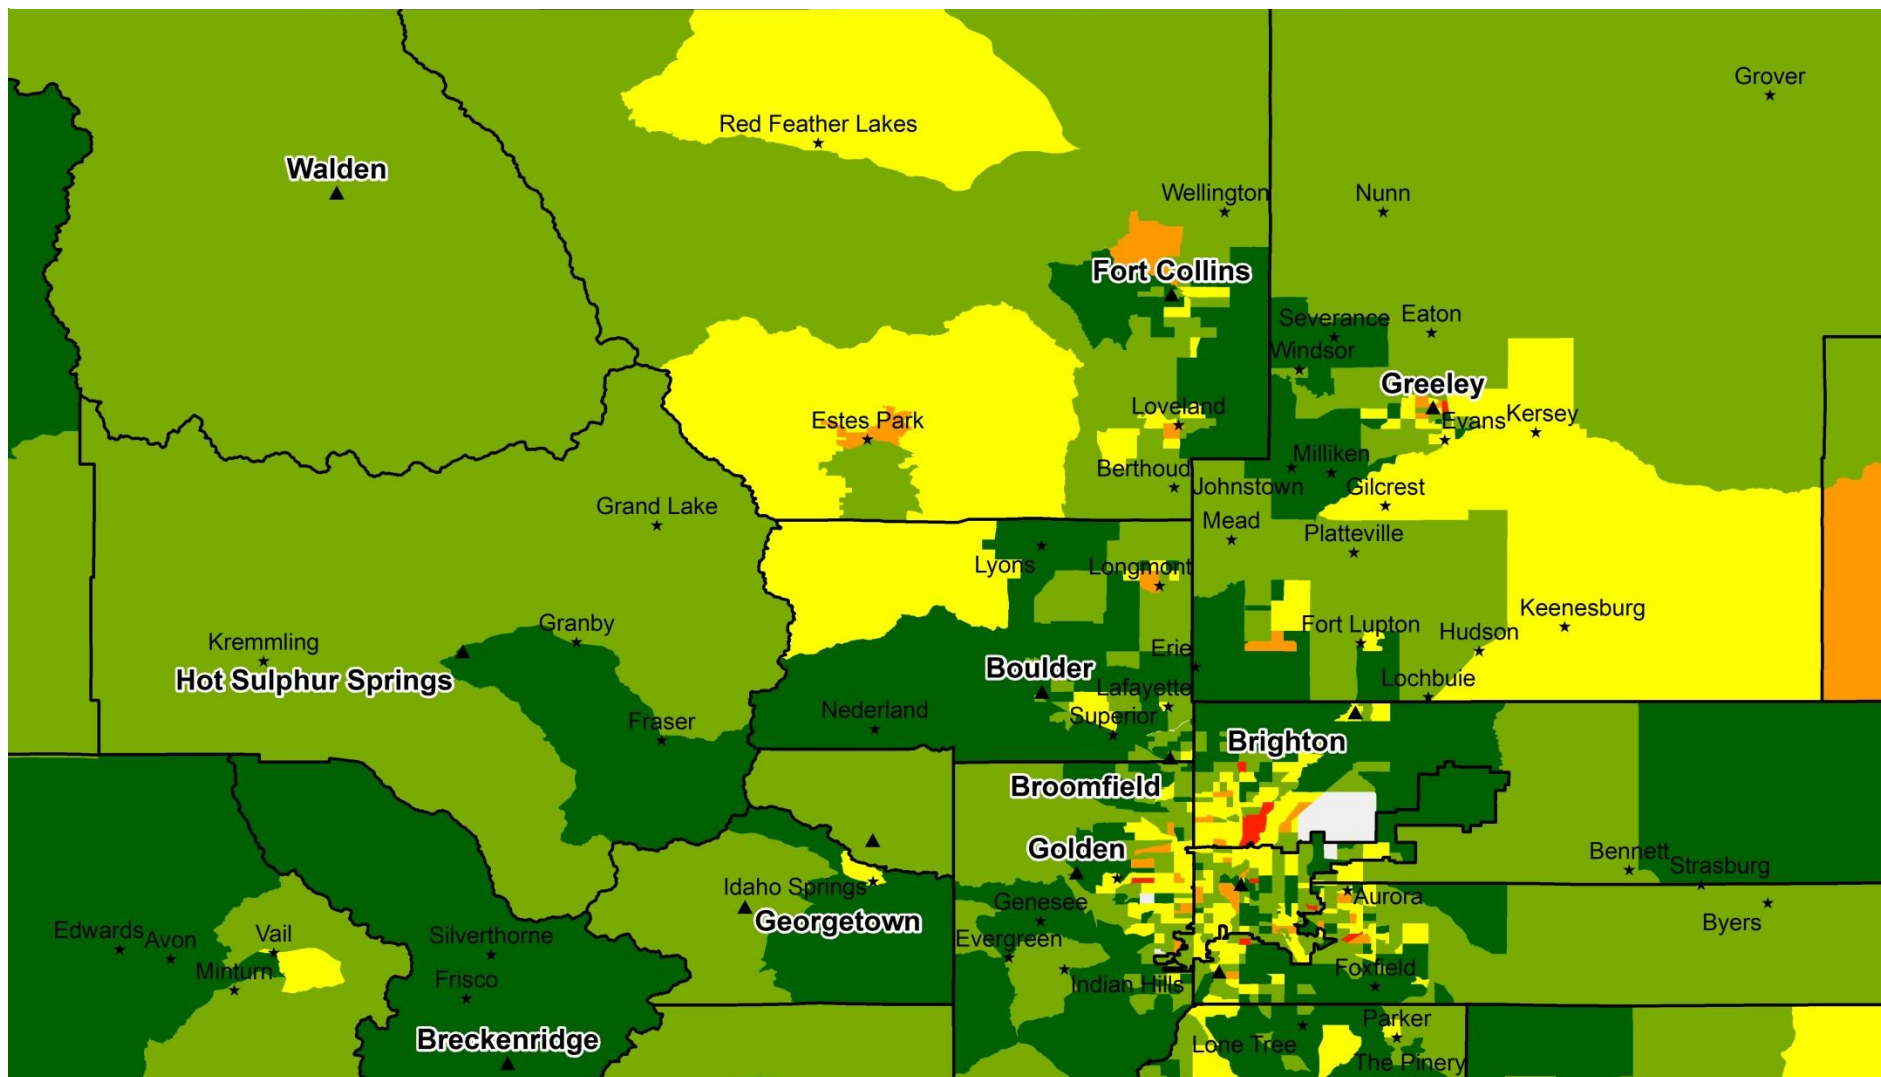 Grover
Red Feather Lakes
Walden
Wellington
Nunn
Fort Collins
Severance
Eaton
Windsor
Greeley
Estes Park
Loveland
Evans
Kersey
Milliken
Berthoud
Johnstown
Gilcrest
Grand Lake
Mead
Platteville
Lyons
Longmont
Keenesburg
Granby
Fort Lupton
Hudson
Kremmling
Erie
Boulder
Hot Sulphur Springs
Lafayette
Lochbuie
Fraser
Nederland
Superior
Brighton
Broomfield
Golden
Bennett
Strasburg
Idaho Springs
Genesee
Aurora
Georgetown
Byers
Edwards
Avon
Vail
Silverthorne
Evergreen
Minturn
Frisco
Indian Hills
Foxfield
Breckenridge
Lone Tree
Parker
The Pinery